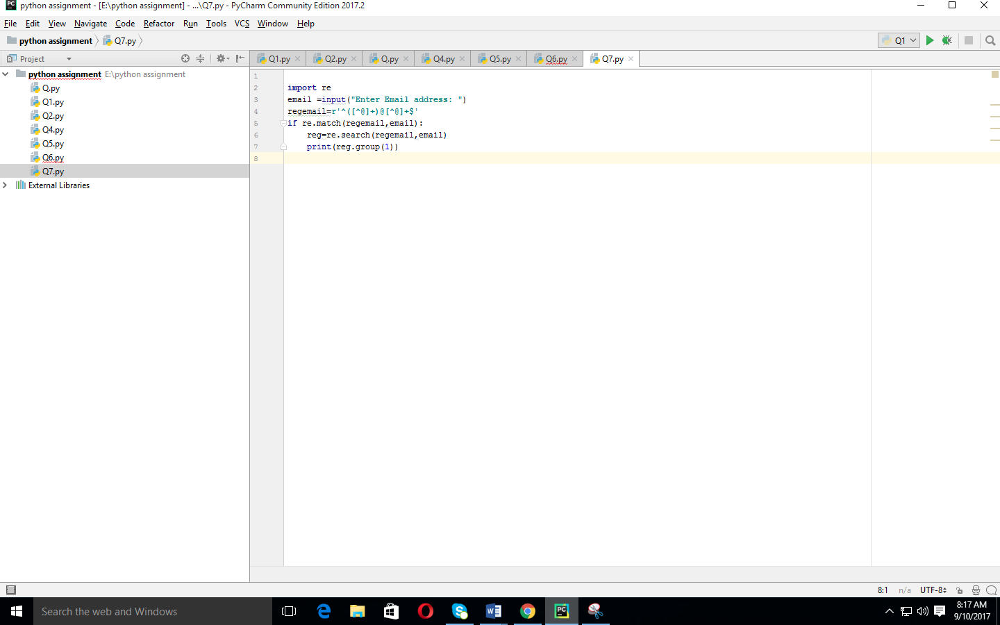 PC python assignment - [E:\python assignment] - ...\Q7.py - PyCharm Community Edition 2017.2
File Edit View Navigate Code Refactor Run Tools VCS Window Help
python assignment Q7.py Q1
Project Q1.py Q2.py Q.py Q4.py Q5.py Q6.py Q7.py
python assignment E:\python assignment
Q.py
Q1.py
Q2.py
Q4.py
Q5.py
Q6.py
Q7.py
External Libraries
1
2 import re
3 email =input("Enter Email address: ")
4 regemail=r'^([^@]+)@[^@]+$'
5 if re.match(regemail,email):
6 reg=re.search(regemail,email)
7 print(reg.group(1))
8
8:1 n/a UTF-8
Search the web and Windows
8:17 AM
9/10/2017